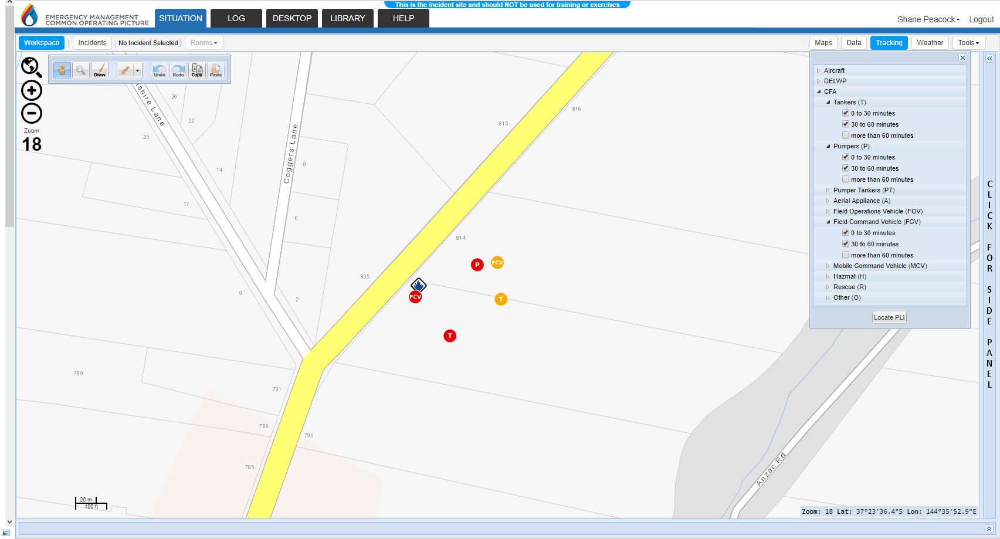 This is the incident site and should NOT be used for training or exercises
EMERGENCY MANAGEMENT
COMMON OPERATING PICTURE
SITUATION
LOG
DESKTOP
LIBRARY
HELP
Shane Peacock
Logout
Workspace
Incidents
No Incident Selected
Rooms
Maps
Data
Tracking
Weather
Tools
Draw
Undo
Redo
Copy
Paste
Zoom
18
shire Lane
Coggers Lane
26
22
25
14
17
8
6
9
2
815
816
814
805
P
FCV
FCV
T
T
789
791
789
790
785
Anzac Rd
20 m
100 ft
Aircraft
DELWP
CFA
Tankers (T)
0 to 30 minutes
30 to 60 minutes
more than 60 minutes
Pumpers (P)
0 to 30 minutes
30 to 60 minutes
more than 60 minutes
Pumper Tankers (PT)
Aerial Appliance (A)
Field Operations Vehicle (FOV)
Field Command Vehicle (FCV)
0 to 30 minutes
30 to 60 minutes
more than 60 minutes
Mobile Command Vehicle (MCV)
Hazmat (H)
Rescue (R)
Other (O)
Locate PLI
CLICK FOR SIDE PANEL
Zoom: 18 Lat: 37°23'36.4"S Lon: 144°35'52.9"E